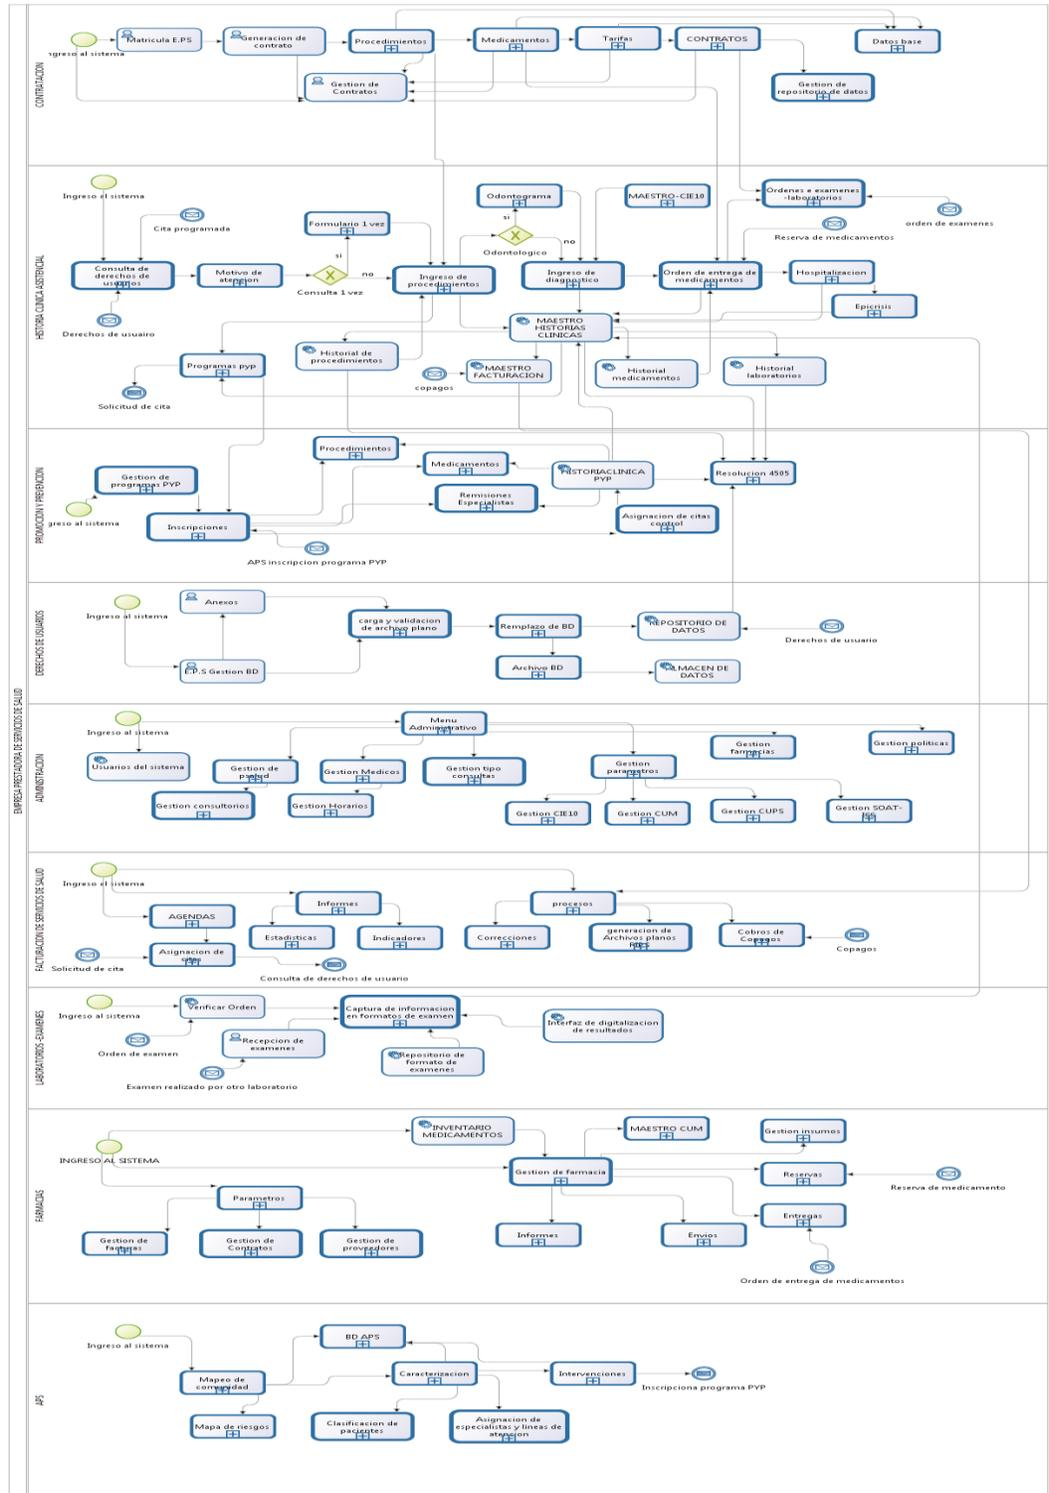 EMPRESA PRESTADORA DE SERVICIOS DE SALUD
CONTRATACION
greso al sistema
Matricula E.PS
Generacion de
contrato
Procedimientos
Medicamentos
Tarifas
CONTRATOS
Datos base
Gestion de
Contratos
Gestion de
repositorio de datos
HISTORIA CLINICA ASISTENCIAL
Ingreso el sistema
Cita programada
Formulario 1 vez
Odontograma
MAESTRO-CIE10
Ordenes e examenes
-laboratorios
orden de examenes
Reserva de medicamentos
si
si
no
Odontologico
Consulta de
derechos de
usuarios
Motivo de
atencion
no
Consulta 1 vez
Ingreso de
procedimientos
Ingreso de
diagnostico
Orden de entrega de
medicamentos
Hospitalizacion
Epicrisis
Derechos de usuairo
MAESTRO
HISTORIAS
CLINICAS
Programas pyp
Historial de
procedimientos
copagos
MAESTRO
FACTURACION
Historial
medicamentos
Historial
laboratorios
Solicitud de cita
PROMOCION Y PREVENCION
Procedimientos
Medicamentos
HISTORIACLINICA
PYP
Resolucion 4505
Gestion de
programas PYP
greso al sistema
Remisiones
Especialistas
Inscripciones
Asignacion de citas
control
APS inscripcion programa PYP
DERECHOS DE USUARIOS
Ingreso al sistema
Anexos
carga y validacion
de archivo plano
Remplazo de BD
REPOSITORIO DE
DATOS
Derechos de usuario
E.P.S Gestion BD
Archivo BD
ALMACEN DE
DATOS
ADMINISTRACION
Ingreso al sistema
Menu
Administrativo
Usuarios del sistema
Gestion de
psalud
Gestion Medicos
Gestion tipo
consultas
Gestion
parametros
Gestion
farmacias
Gestion politicas
Gestion consultorios
Gestion Horarios
Gestion CIE10
Gestion CUM
Gestion CUPS
Gestion SOAT-
ISS
FACTURACION DE SERVICIOS DE SALUD
Ingreso el sistema
AGENDAS
Informes
procesos
Estadisticas
Indicadores
Correcciones
generacion de
Archivos planos
RIPS
Cobros de
Copagos
Copagos
Solicitud de cita
Asignacion de
citas
Consulta de derechos de usuario
LABORATORIOS -EXAMENES
Ingreso al sistema
Verificar Orden
Captura de informacion
en formatos de examen
Interfaz de digitalizacion
de resultados
Orden de examen
Recepcion de
examenes
Repositorio de
formato de
examenes
Examen realizado por otro laboratorio
FARMACIAS
INGRESO AL SISTEMA
INVENTARIO
MEDICAMENTOS
MAESTRO CUM
Gestion insumos
Gestion de farmacia
Reservas
Reserva de medicamento
Parametros
Entregas
Gestion de
facturas
Gestion de
Contratos
Gestion de
proveedores
Informes
Envios
Orden de entrega de medicamentos
APS
Ingreso al sistema
BD APS
Mapeo de
comunidad
Caracterizacion
Intervenciones
Inscripciona programa PYP
Mapa de riesgos
Clasificacion de
pacientes
Asignacion de
especialistas y lineas de
atencion